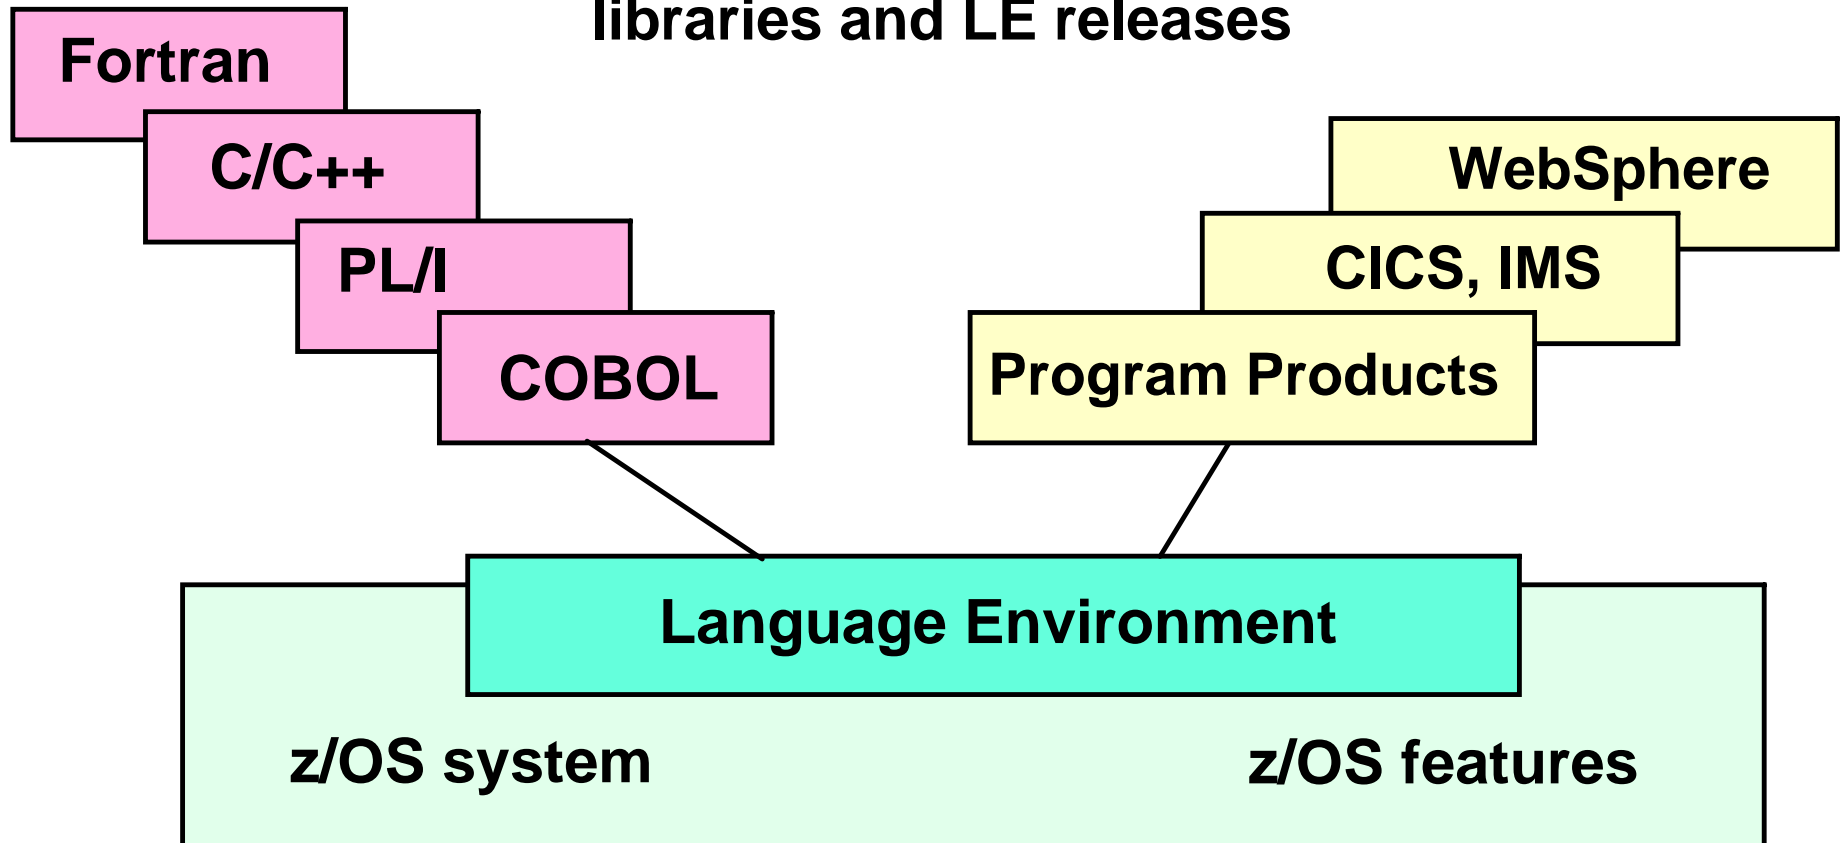 libraries and LE releases
Fortran
C/C++
PL/I
COBOL
WebSphere
CICS, IMS
Program Products
Language Environment
z/OS system
z/OS features